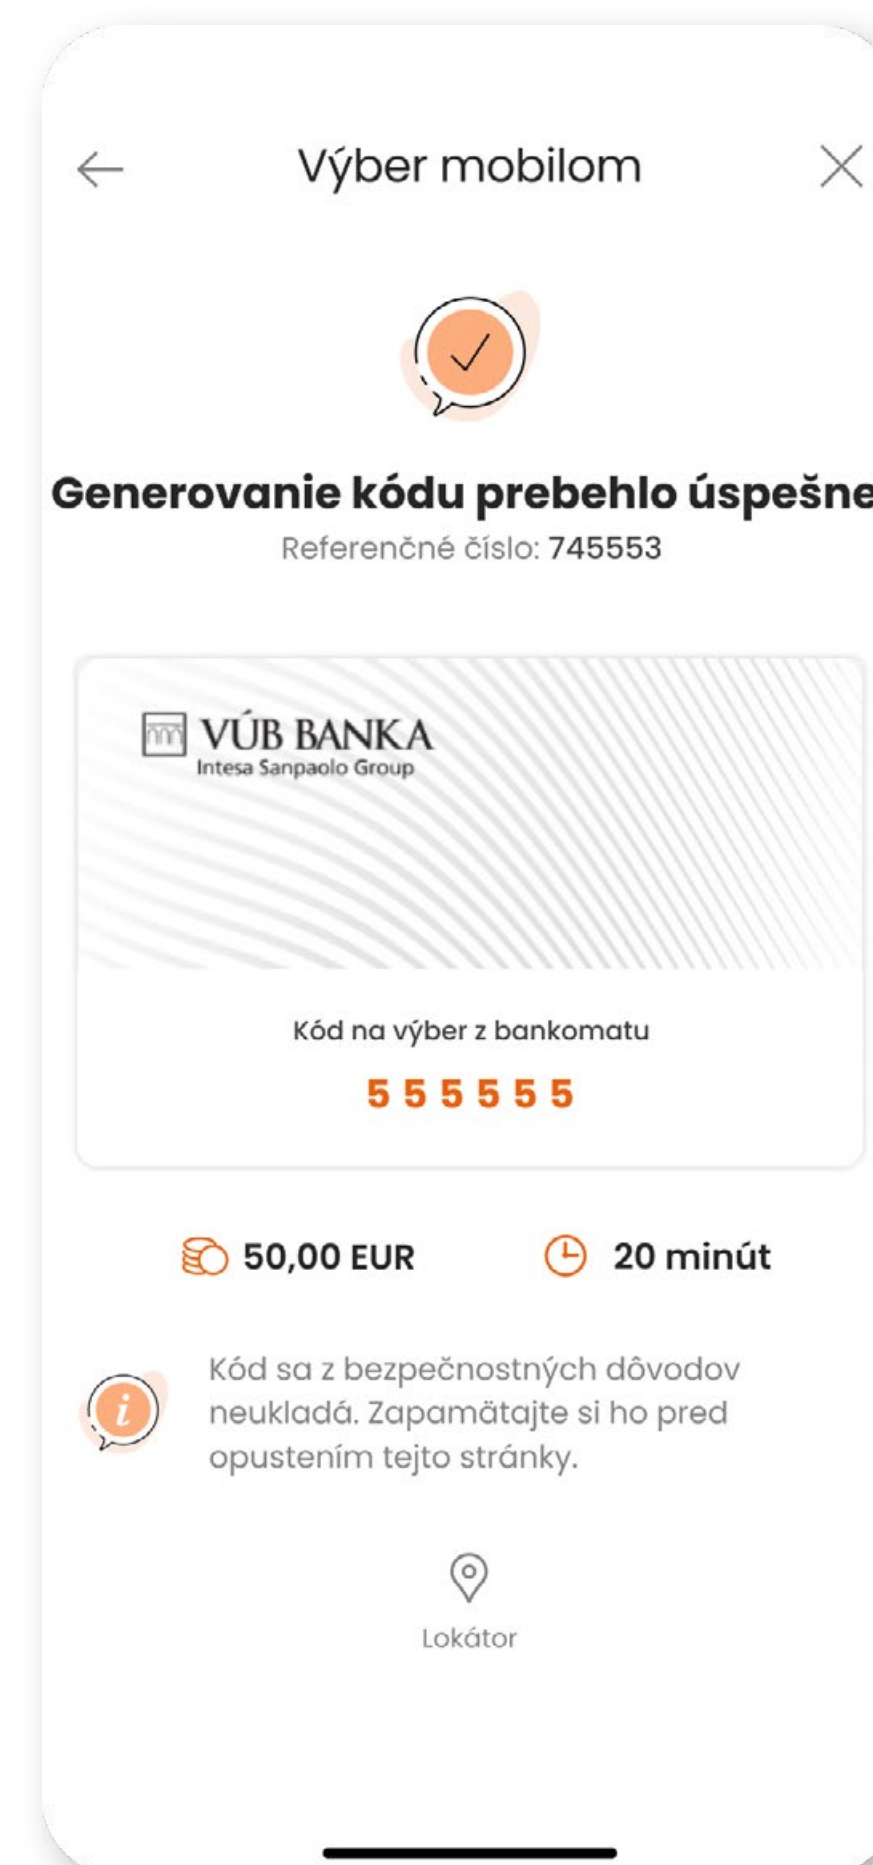 Výber mobilom
Generovanie kódu prebehlo úspešne
Referenčné číslo: 745553
VÚB BANKA
Intesa Sanpaolo Group
Kód na výber z bankomatu
5 5 5 5 5 5
50,00 EUR 20 minút
Kód sa z bezpečnostných dôvodov
neukladá. Zapamätajte si ho pred
opustením tejto stránky.
Lokátor